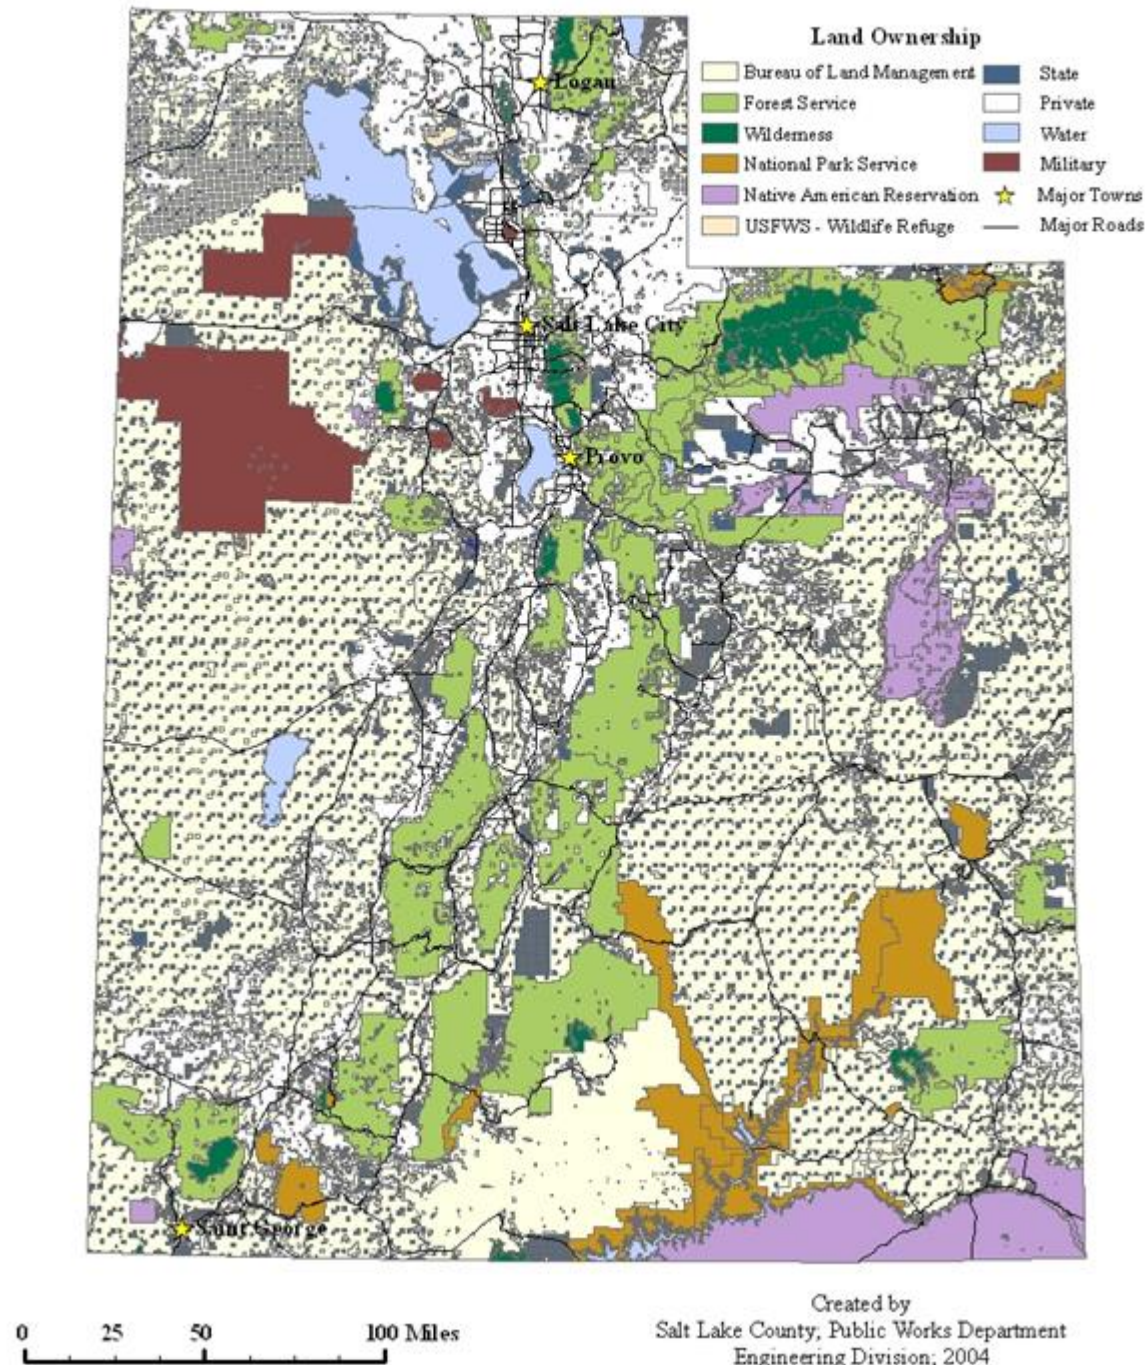 Land Ownership
Bureau of Land Management
Forest Service
Wilderness
National Park Service
Native American Reservation
USFWS - Wildlife Refuge
State
Private
Water
Military
Major Towns
Major Roads
Logan
Salt Lake City
Provo
Saint George
0 25 50 100 Miles
Created by
Salt Lake County; Public Works Department
Engineering Division; 2004